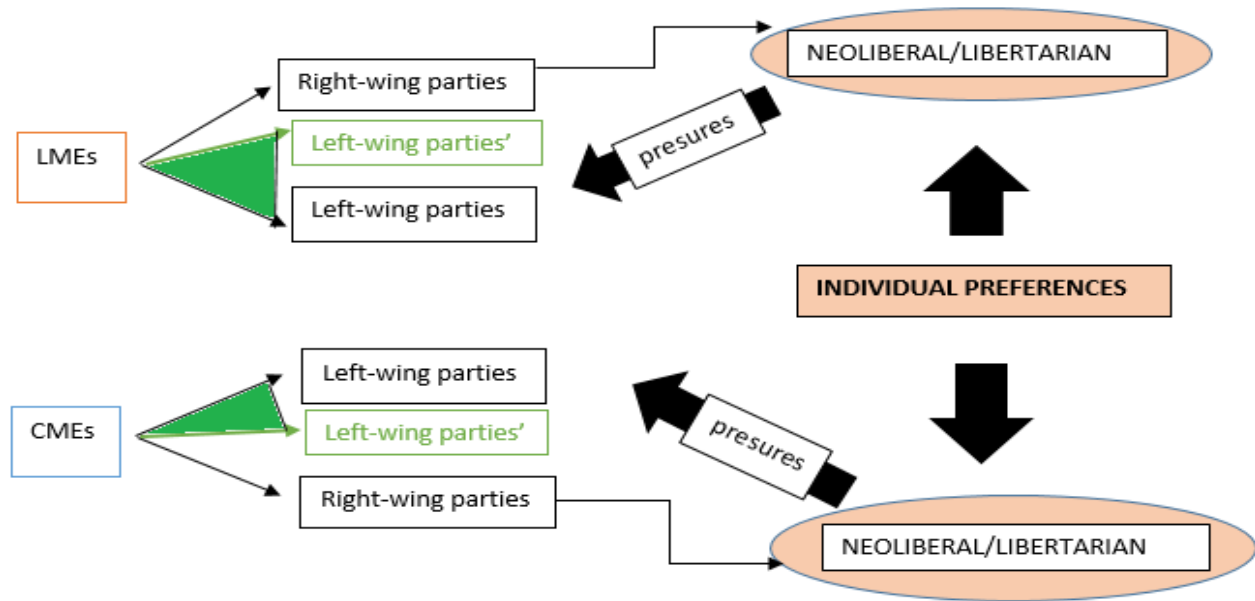 NEOLIBERAL/LIBERTARIAN
Right-wing parties
Left-wing parties’
presures
LMEs
Left-wing parties
INDIVIDUAL PREFERENCES
Left-wing parties
CMEs
Left-wing parties’
presures
Right-wing parties
NEOLIBERAL/LIBERTARIAN